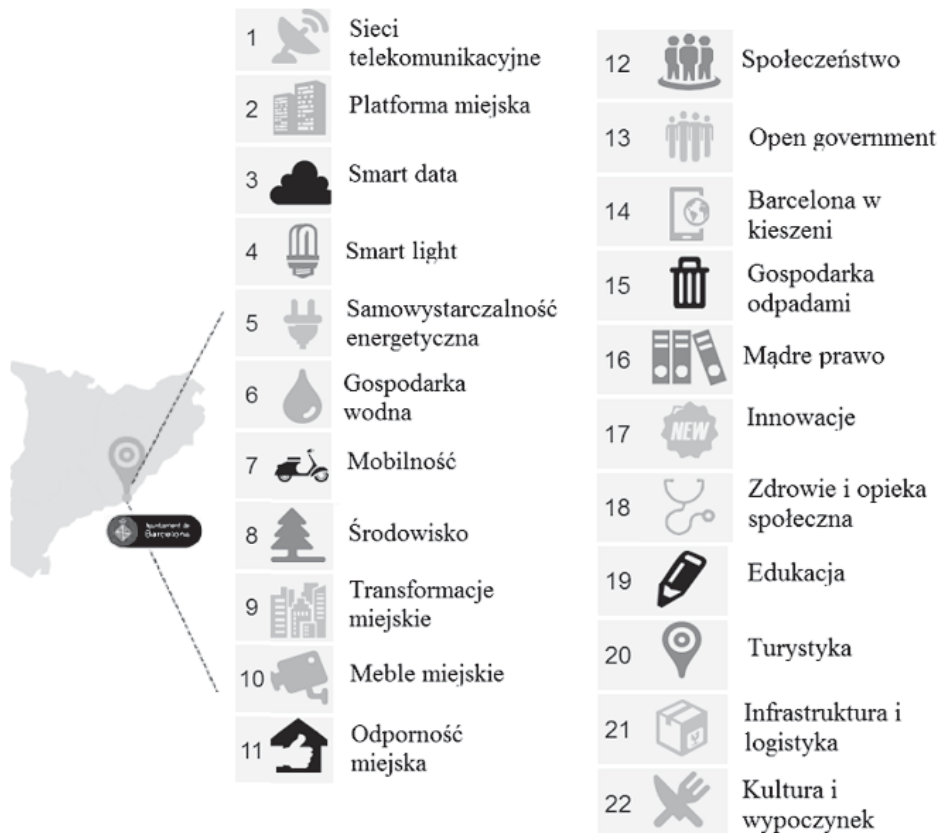 1 Sieci
telekomunikacyjne
2 Platforma miejska
3 Smart data
4 Smart light
5 Samowystarczalność
energetyczna
6 Gospodarka
wodna
7 Mobilność
8 Środowisko
9 Transformacje
miejskie
10 Meble miejskie
11 Odporność
miejska
Ajuntament de
Barcelona
12 Społeczeństwo
13 Open government
14 Barcelona w
kieszeni
15 Gospodarka
odpadami
16 Mądre prawo
17 NEW Innowacje
18 Zdrowie i opieka
społeczna
19 Edukacja
20 Turystyka
21 Infrastruktura i
logistyka
22 Kultura i
wypoczynek